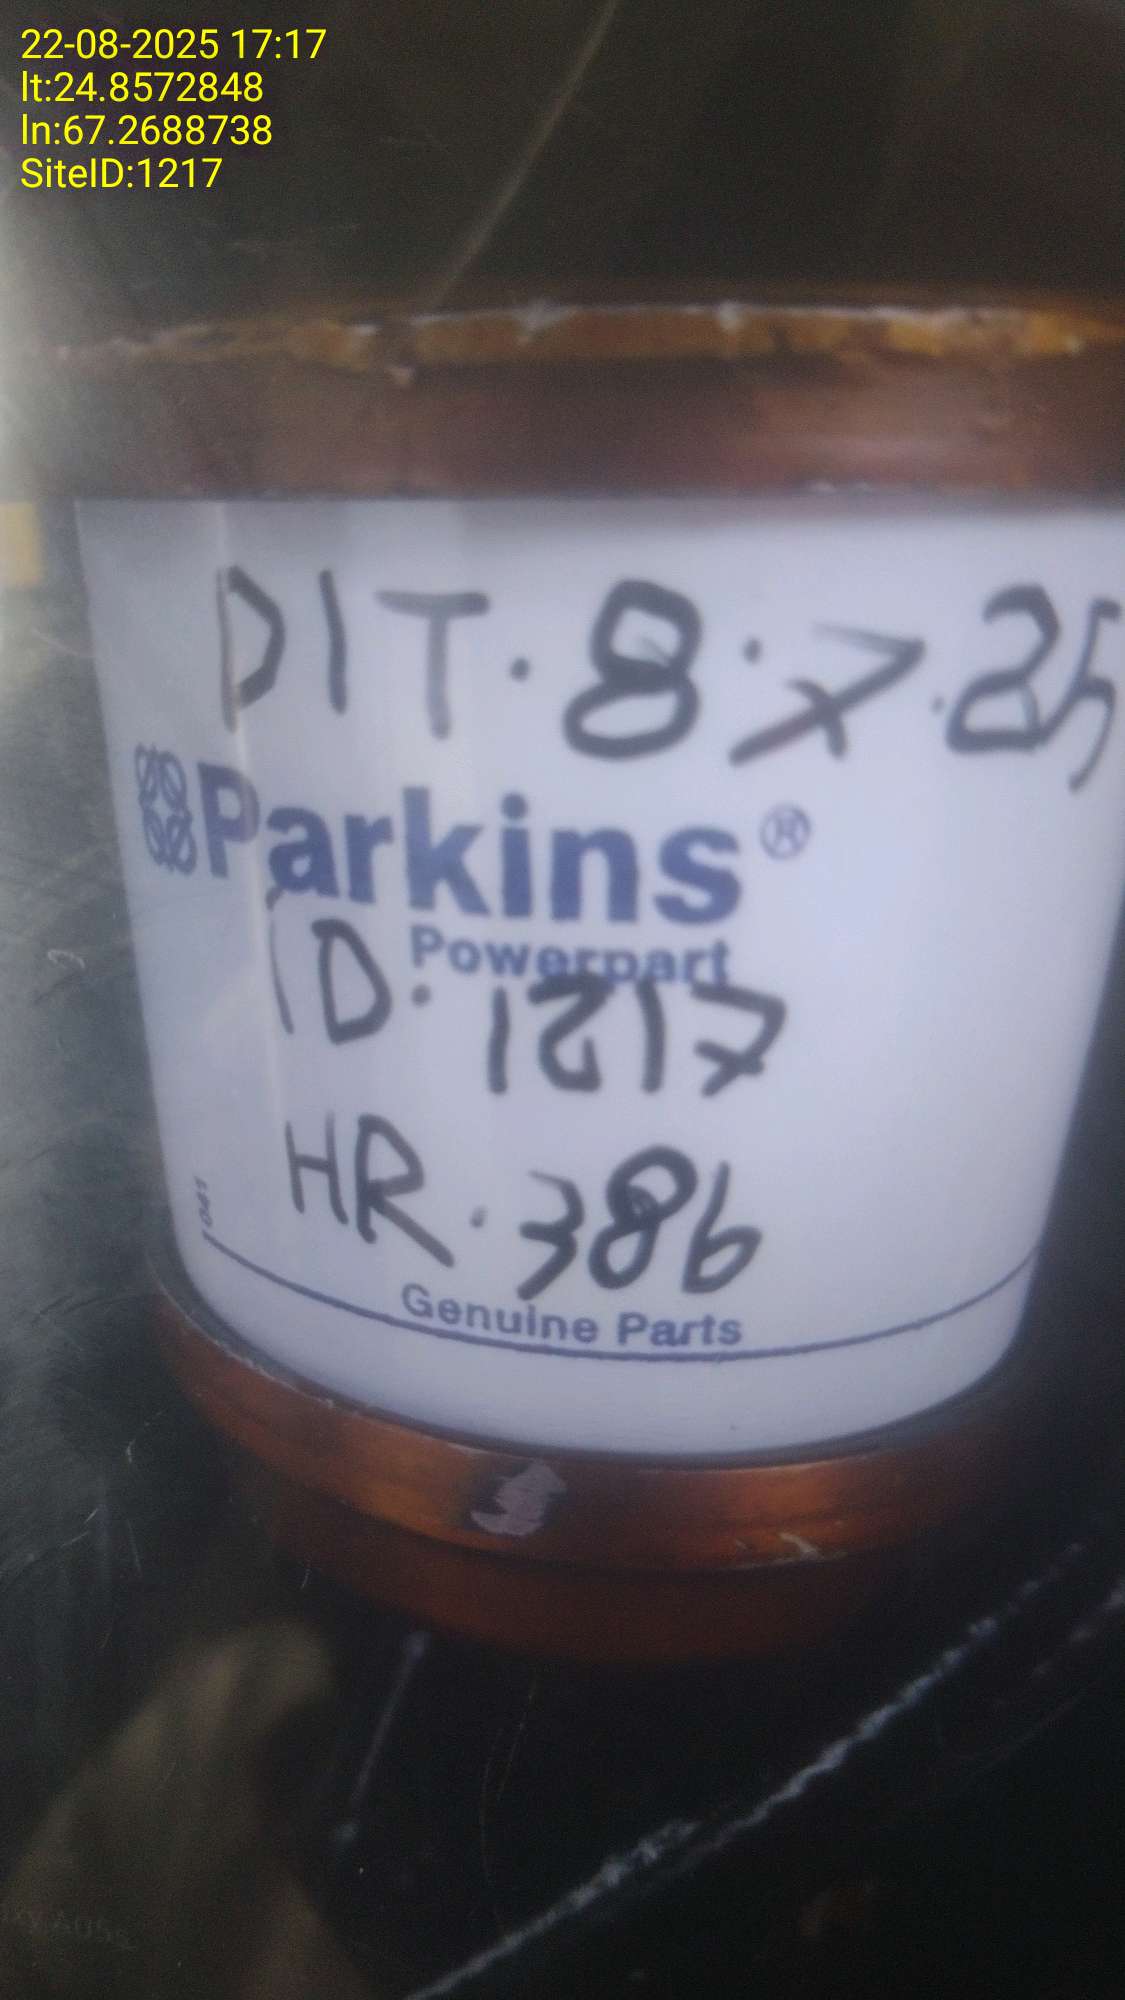 22-08-2025 17:17
lt:24.8572848
ln:67.2688738
SiteID:1217
DIT.8.7.25
Parkins®
Powerpart
ID.1217
HR.386
Genuine Parts